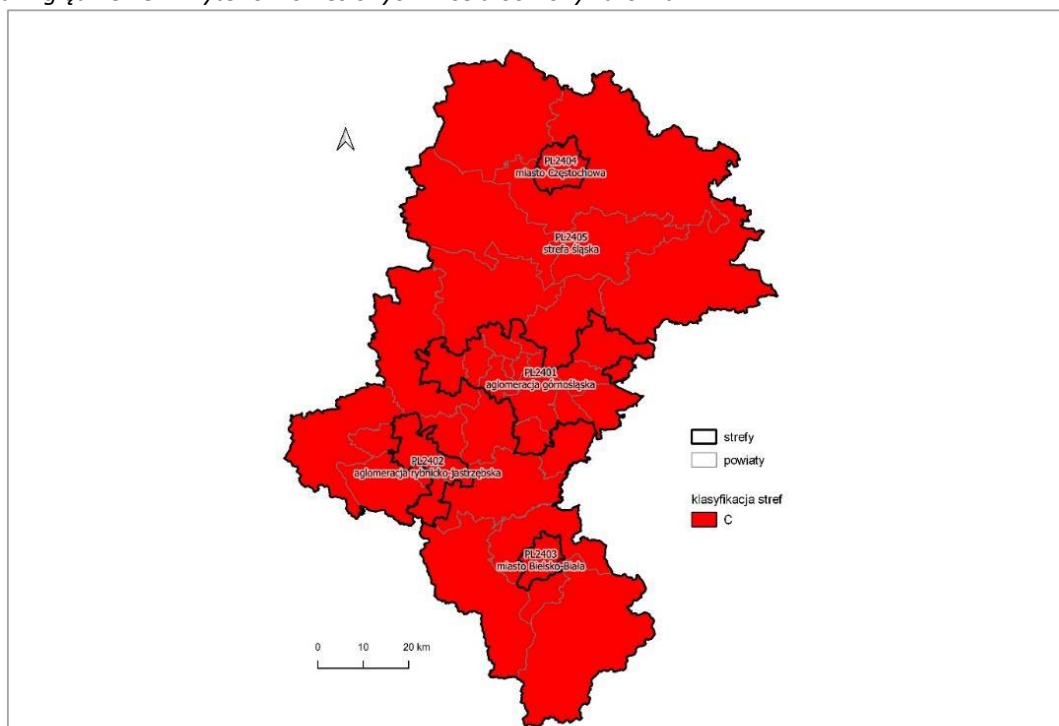 PL2404
miasto Częstochowa
PL2405
strefa śląska
PL2401
aglomeracja górnośląska
PL2402
aglomeracja rybnicko-jastrzębska
PL2403
miasto Bielsko-Biała
strefy
powiaty
klasyfikacja stref
C
0 10 20 km